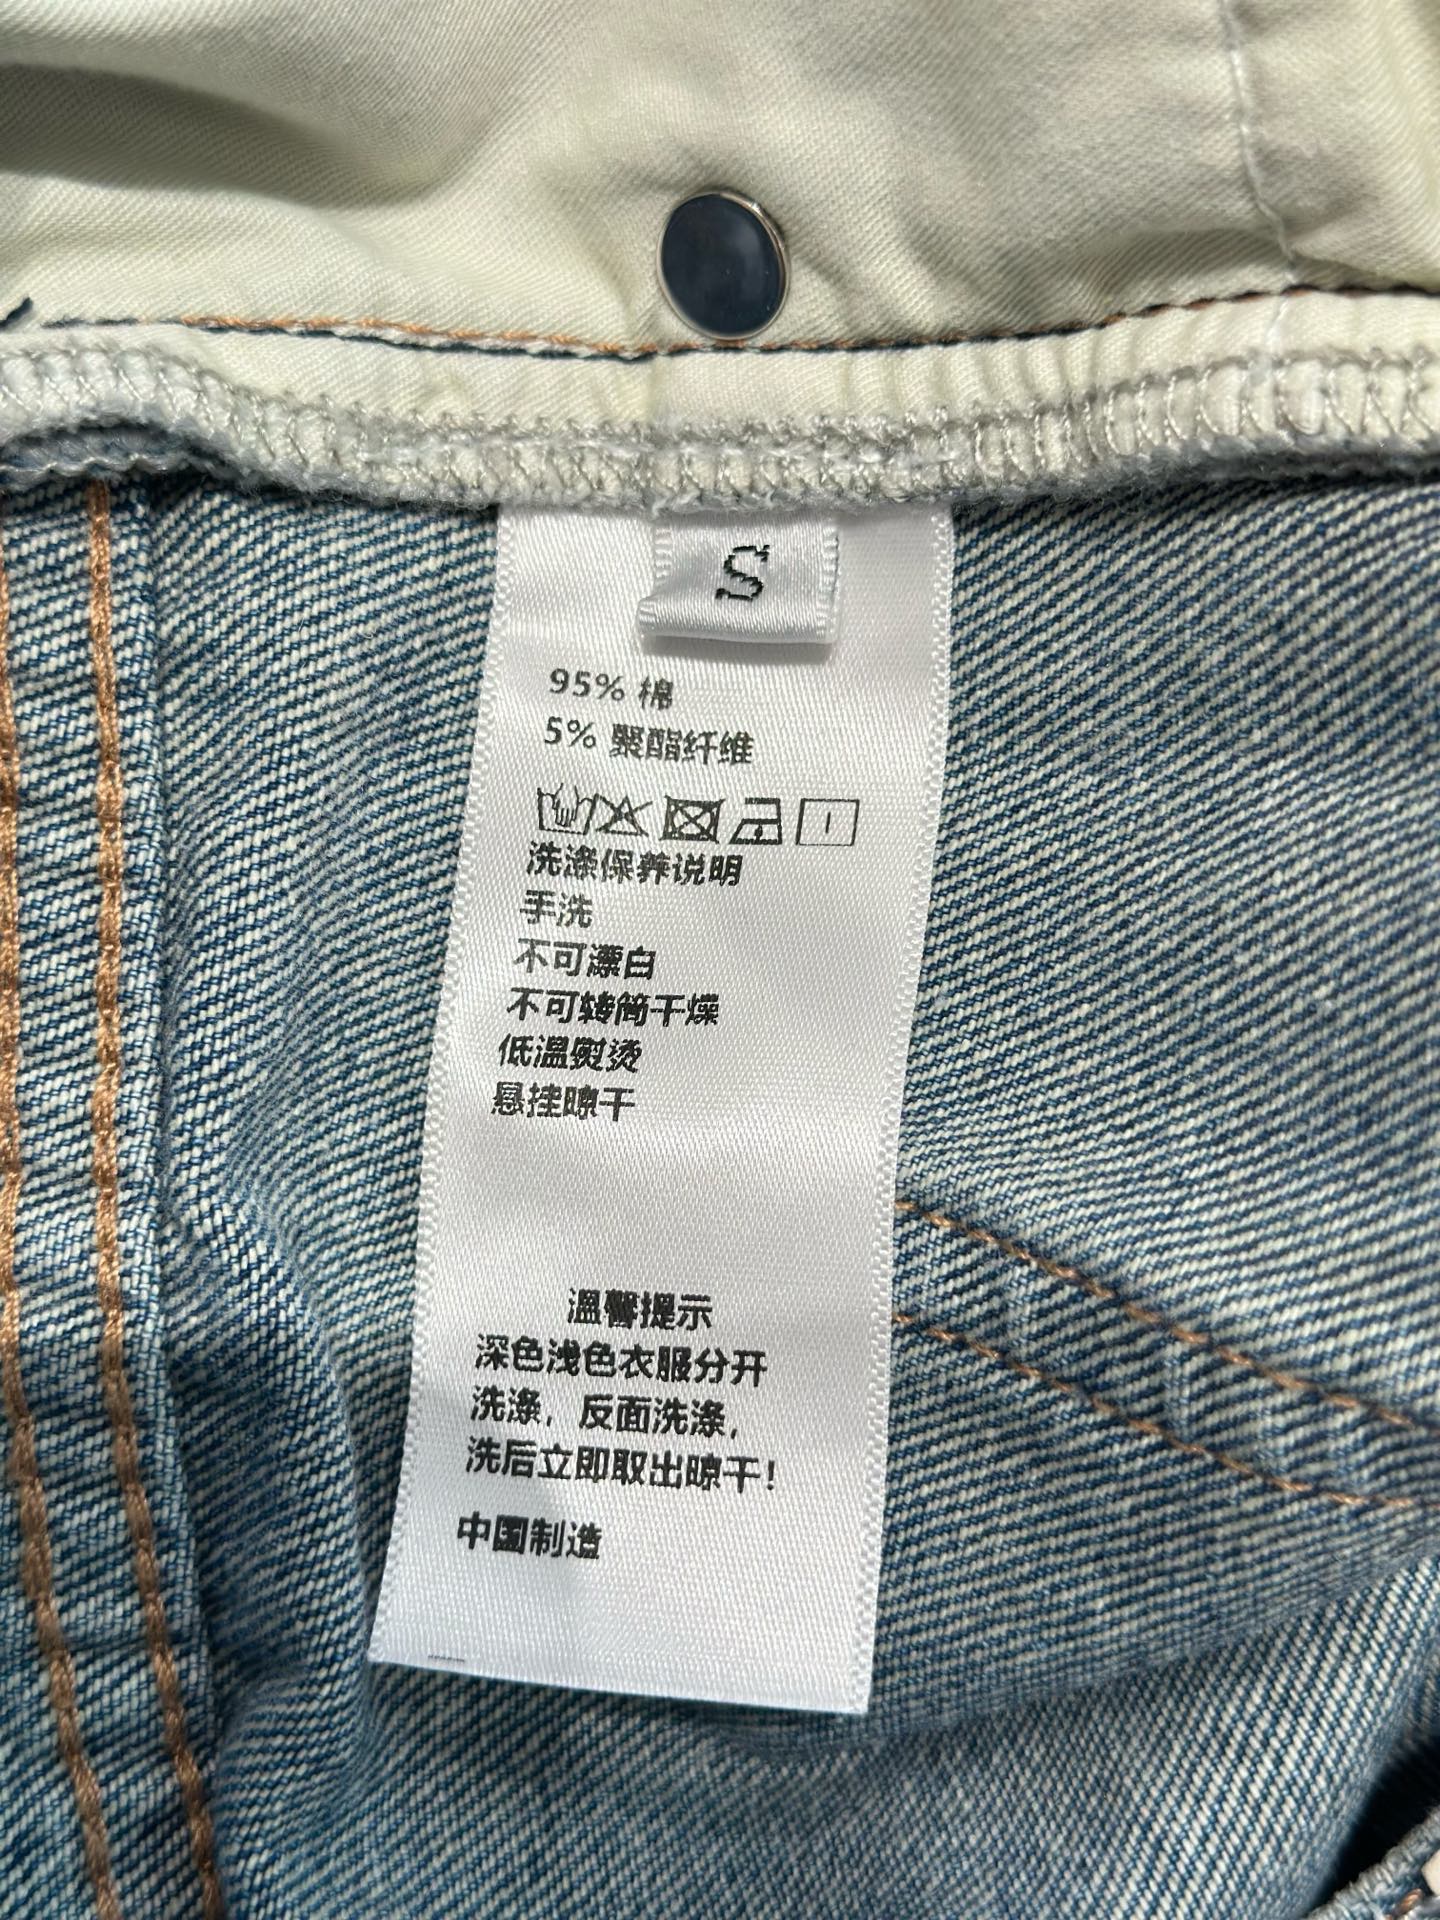 S
95% 棉
5% 聚酯纤维
洗涤保养说明
手洗
不可漂白
不可转筒干燥
低温熨烫
悬挂晾干
温馨提示
深色浅色衣服分开
洗涤，反面洗涤，
洗后立即取出晾干！
中国制造